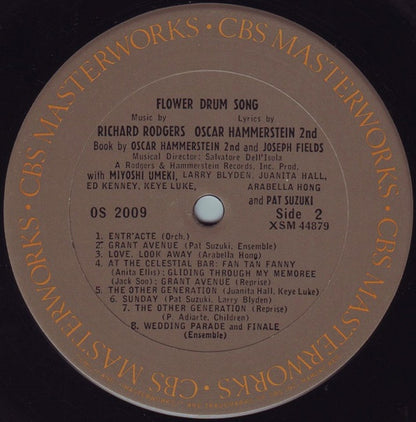 CBS MASTERWORKS · CBS MASTERWORKS · CBS MASTERWORKS · CBS MASTERWORKS ·
FLOWER DRUM SONG
Music by Lyrics by
RICHARD RODGERS OSCAR HAMMERSTEIN 2nd
Book by OSCAR HAMMERSTEIN 2nd and JOSEPH FIELDS
Musical Director: Salvatore Dell'Isola
A Rodgers & Hammerstein Records, Inc. Prod.
with MIYOSHI UMEKI, LARRY BLYDEN, JUANITA HALL,
ED KENNEY, KEYE LUKE, ARABELLA HONG
and PAT SUZUKI
OS 2009 Side 2
XSM 44879
1. ENTR'ACTE (Orch.)
2. GRANT AVENUE (Pat Suzuki, Ensemble)
3. LOVE, LOOK AWAY (Arabella Hong)
4. AT THE CELESTIAL BAR: FAN TAN FANNY
(Anita Ellis); GLIDING THROUGH MY MEMOREE
(Jack Soo); GRANT AVENUE (Reprise)
5. THE OTHER GENERATION (Juanita Hall, Keye Luke)
6. SUNDAY (Pat Suzuki, Larry Blyden)
7. THE OTHER GENERATION (Reprise)
(P. Adiarte, Children)
8. WEDDING PARADE and FINALE
(Ensemble)